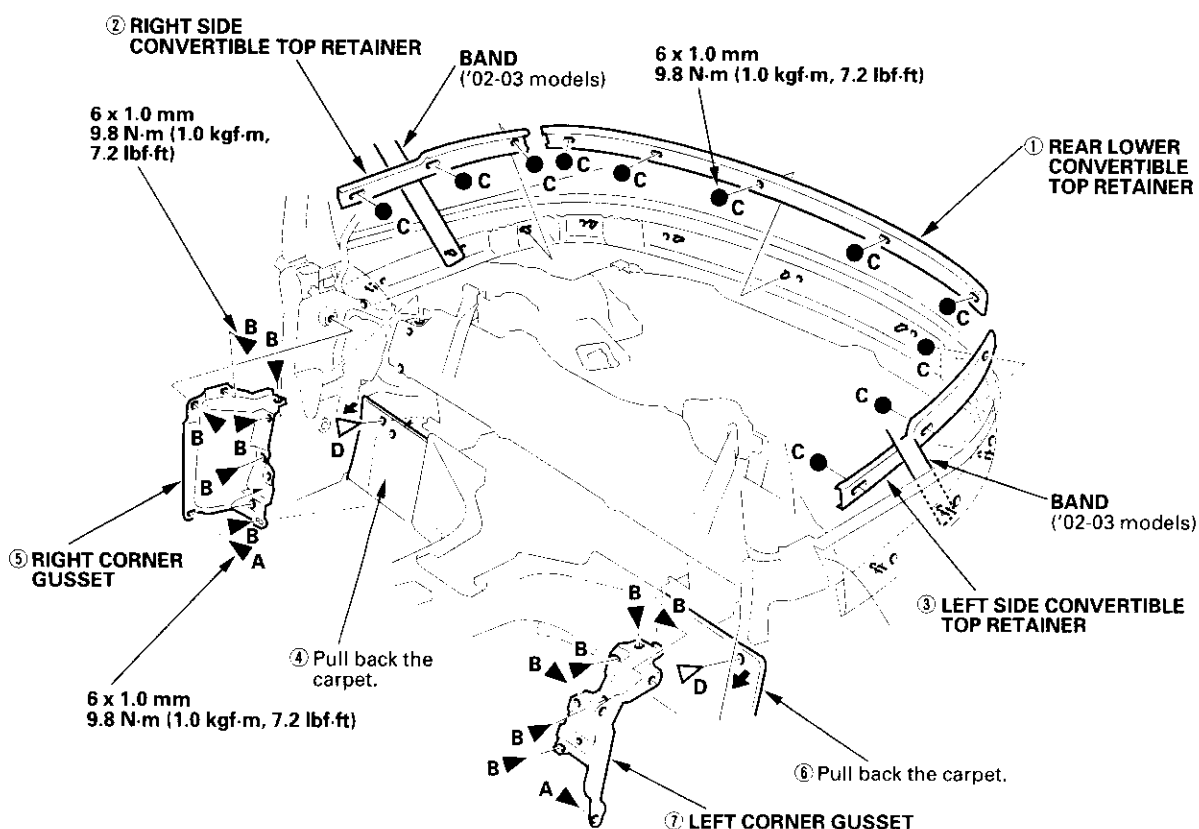 ② RIGHT SIDE
CONVERTIBLE TOP RETAINER
BAND
('02-03 models)
6 x 1.0 mm
9.8 N·m (1.0 kgf·m, 7.2 lbf·ft)
6 x 1.0 mm
9.8 N·m (1.0 kgf·m,
7.2 lbf·ft)
① REAR LOWER
CONVERTIBLE
TOP RETAINER
C
C
C
C
C
C
C
C
C
C
C
B
B
B
B
B
B
A
D
BAND
('02-03 models)
⑤ RIGHT CORNER
GUSSET
③ LEFT SIDE CONVERTIBLE
TOP RETAINER
④ Pull back the
carpet.
6 x 1.0 mm
9.8 N·m (1.0 kgf·m, 7.2 lbf·ft)
B
B
B
B
D
B
B
A
⑥ Pull back the carpet.
⑦ LEFT CORNER GUSSET